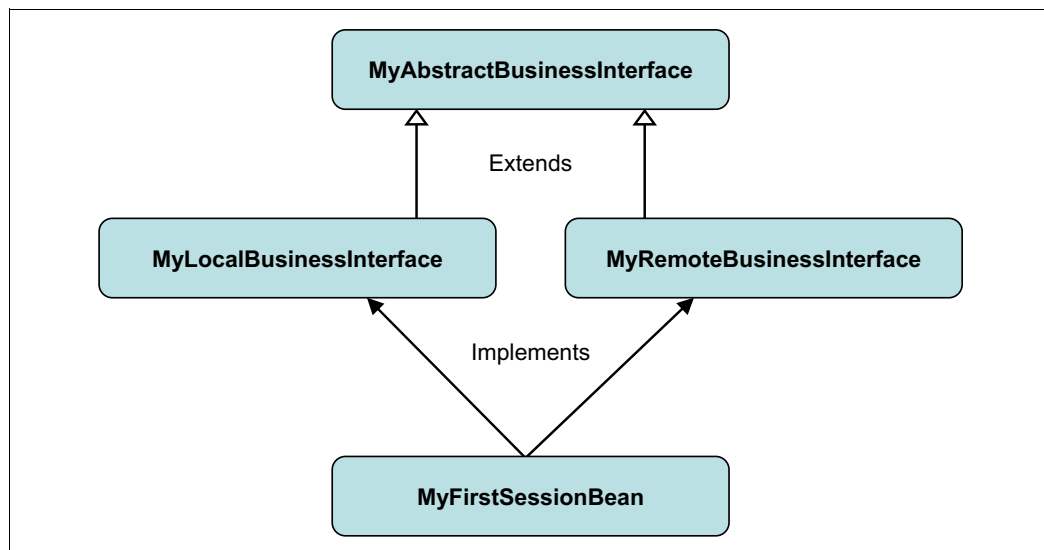 MyAbstractBusinessInterface
Extends
MyLocalBusinessInterface
MyRemoteBusinessInterface
Implements
MyFirstSessionBean